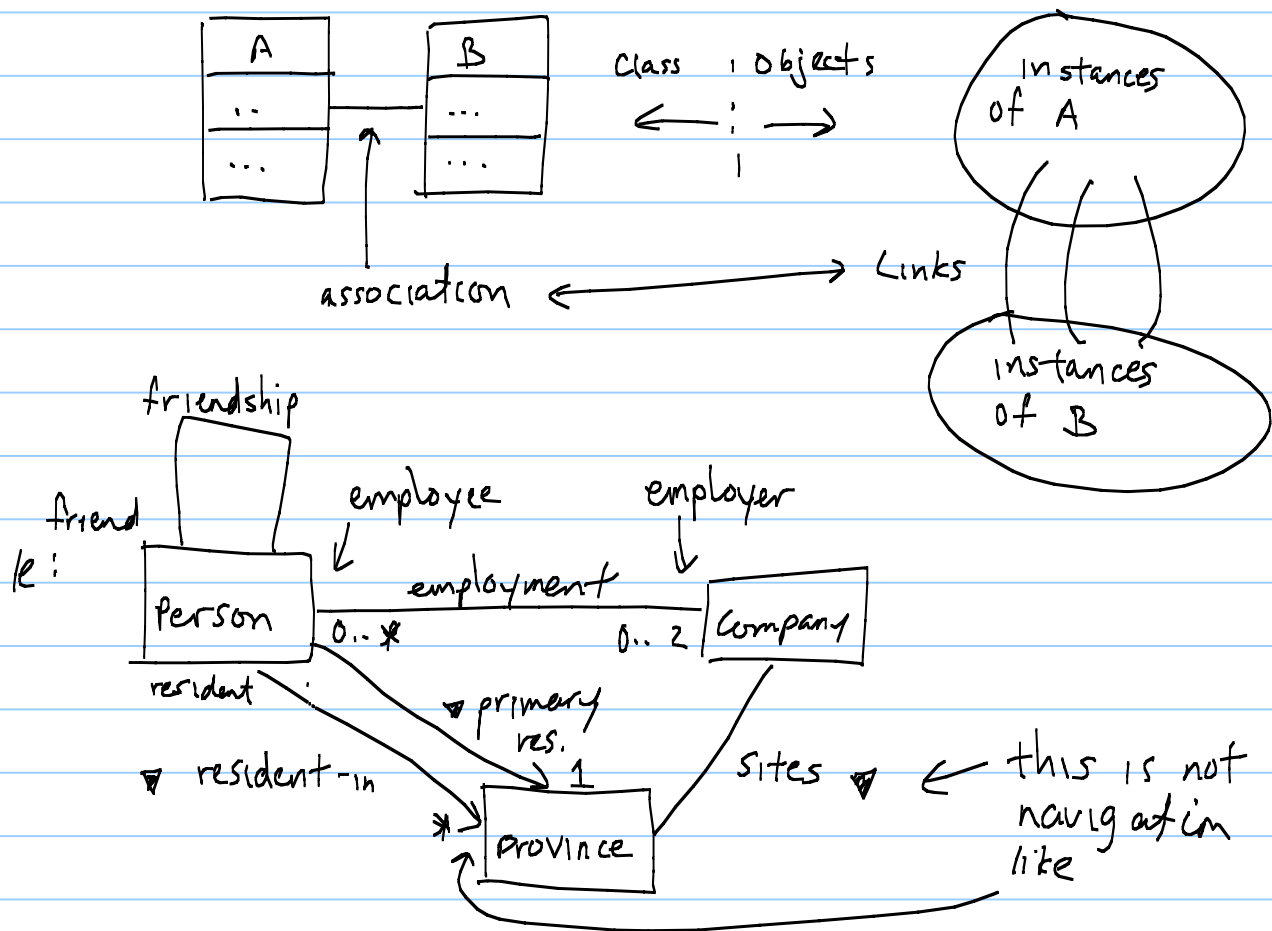 A
B
..
...
...
...
Class ¦ Objects
instances
of A
association
Links
instances
of B
friendship
friend
employee
employer
employment
Person
0.. *
0.. 2
Company
resident
▼ primary
res.
1
▼ resident-in
*
Province
sites ▼
this is not
navigation
like